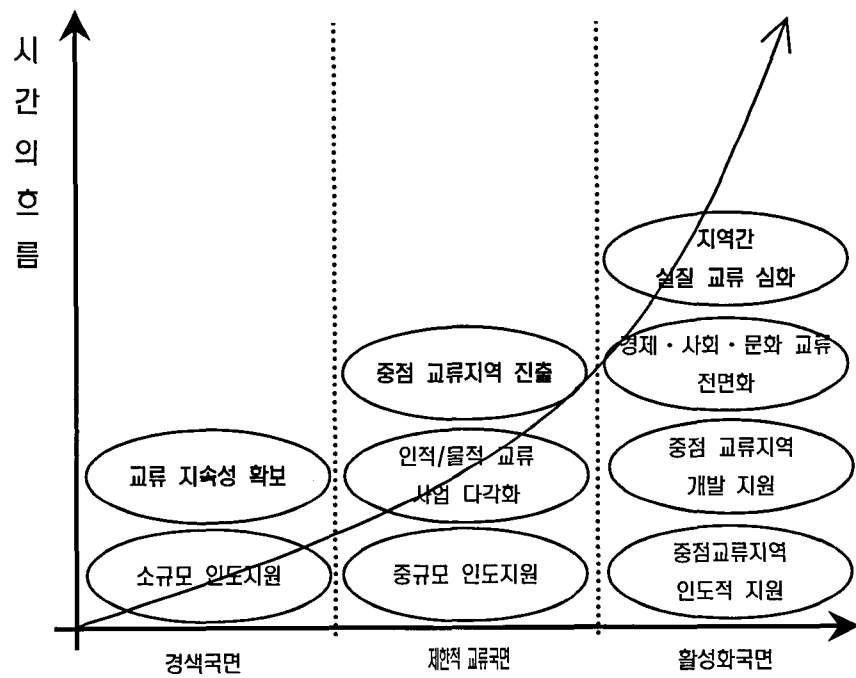 시간의흐름
지역간
실질 교류 심화
경제・사회・문화 교류
전면화
중점 교류지역 진출
중점 교류지역
개발 지원
인적/물적 교류
사업 다각화
교류 지속성 확보
중점교류지역
인도적 지원
중규모 인도지원
소규모 인도지원
경색국면
제한적 교류국면
활성화국면